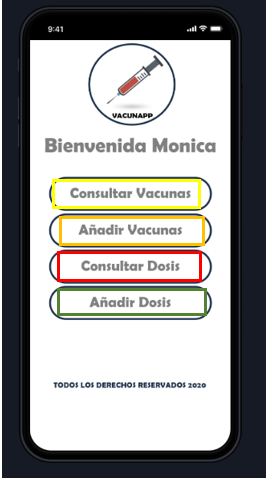 9:41
VACUNAPP
Bienvenida Monica
Consultar Vacunas
Añadir Vacunas
Consultar Dosis
Añadir Dosis
TODOS LOS DERECHOS RESERVADOS 2020